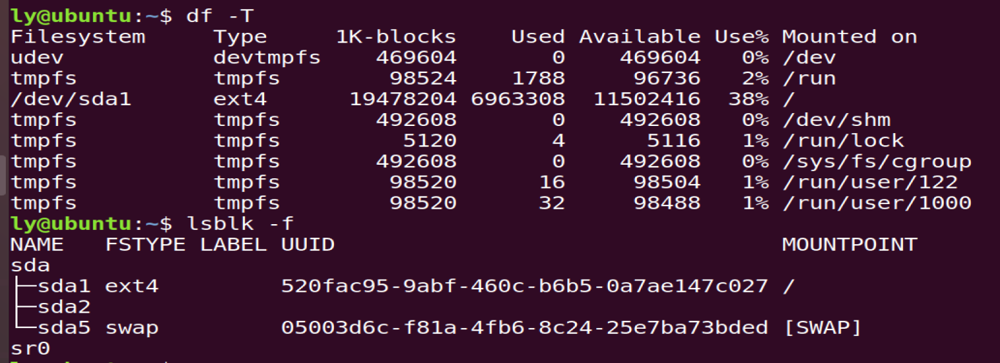 ly@ubuntu:~$ df -T
Filesystem     Type     1K-blocks    Used Available Use% Mounted on
udev           devtmpfs    469604       0    469604   0% /dev
tmpfs          tmpfs        98524    1788     96736   2% /run
/dev/sda1      ext4      19478204 6963308  11502416  38% /
tmpfs          tmpfs       492608       0    492608   0% /dev/shm
tmpfs          tmpfs         5120       4      5116   1% /run/lock
tmpfs          tmpfs       492608       0    492608   0% /sys/fs/cgroup
tmpfs          tmpfs        98520      16     98504   1% /run/user/122
tmpfs          tmpfs        98520      32     98488   1% /run/user/1000
ly@ubuntu:~$ lsblk -f
NAME   FSTYPE LABEL UUID                                 MOUNTPOINT
sda
├─sda1 ext4         520fac95-9abf-460c-b6b5-0a7ae147c027 /
├─sda2
└─sda5 swap         05003d6c-f81a-4fb6-8c24-25e7ba73bded [SWAP]
sr0